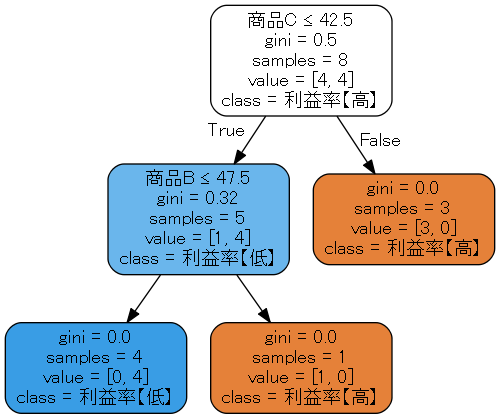 商品C ≤ 42.5
gini = 0.5
samples = 8
value = [4, 4]
class = 利益率【高】
True
False
商品B ≤ 47.5
gini = 0.32
samples = 5
value = [1, 4]
class = 利益率【低】
gini = 0.0
samples = 3
value = [3, 0]
class = 利益率【高】
gini = 0.0
samples = 4
value = [0, 4]
class = 利益率【低】
gini = 0.0
samples = 1
value = [1, 0]
class = 利益率【高】